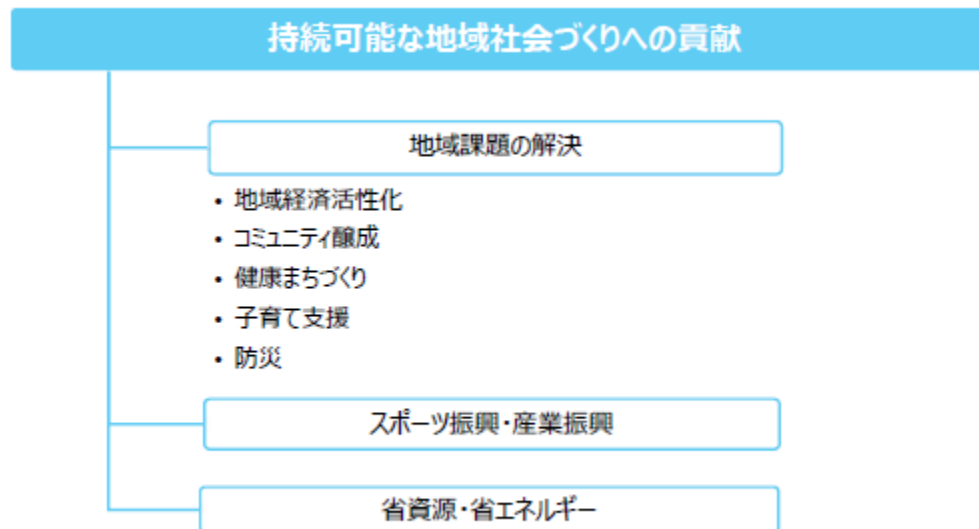 持続可能な地域社会づくりへの貢献
地域課題の解決
• 地域経済活性化
• コミュニティ醸成
• 健康まちづくり
• 子育て支援
• 防災
スポーツ振興・産業振興
省資源・省エネルギー